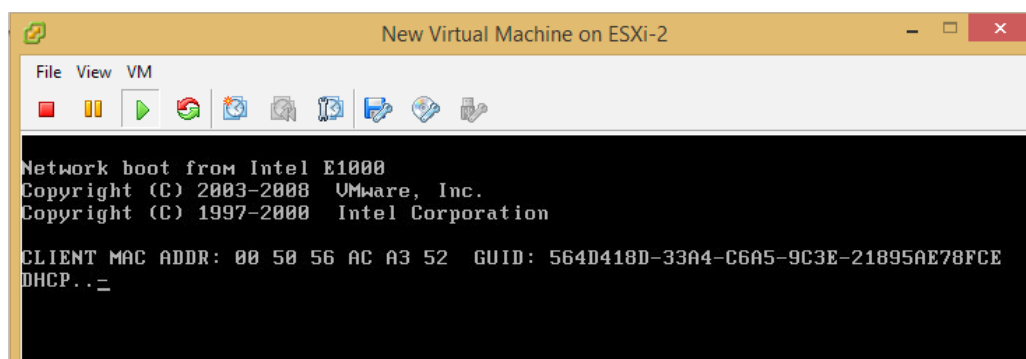 New Virtual Machine on ESXi-2
File View VM
Network boot from Intel E1000
Copyright (C) 2003-2008 VMware, Inc.
Copyright (C) 1997-2000 Intel Corporation
CLIENT MAC ADDR: 00 50 56 AC A3 52 GUID: 564D418D-33A4-C6A5-9C3E-21895AE78FCE
DHCP..-